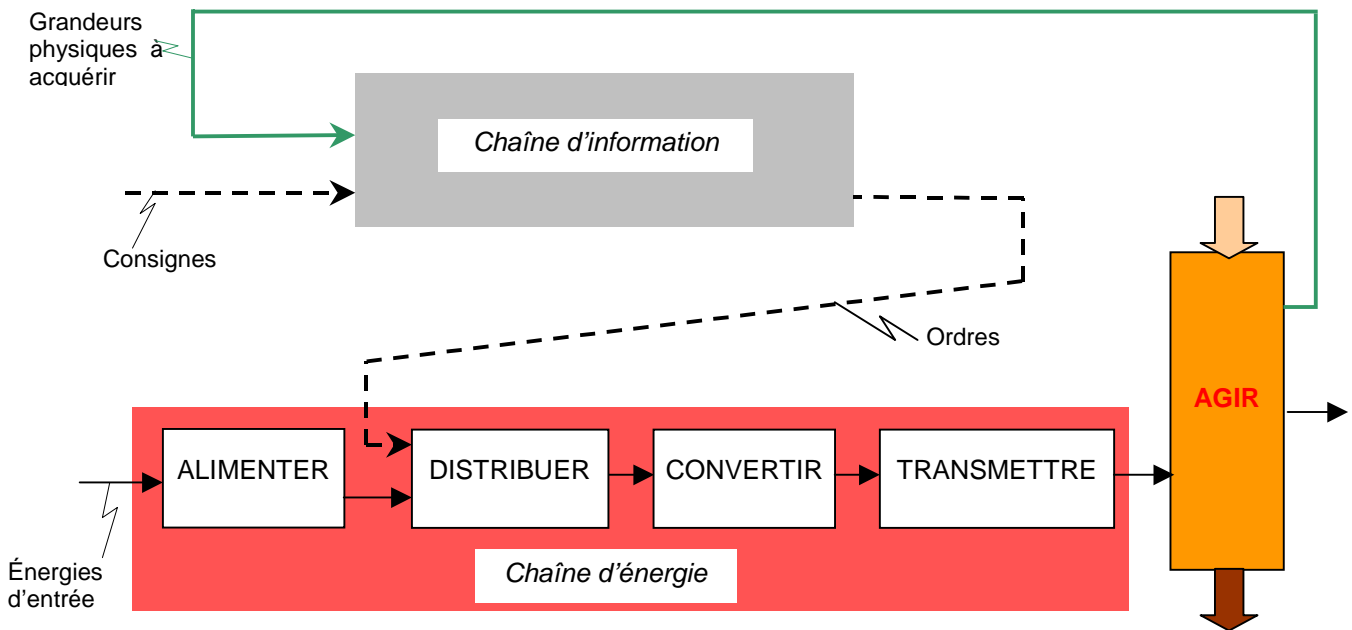 Grandeurs
physiques à
acquérir
Chaîne d'information
Consignes
Ordres
AGIR
ALIMENTER
DISTRIBUER
CONVERTIR
TRANSMETTRE
Chaîne d'énergie
Énergies
d'entrée